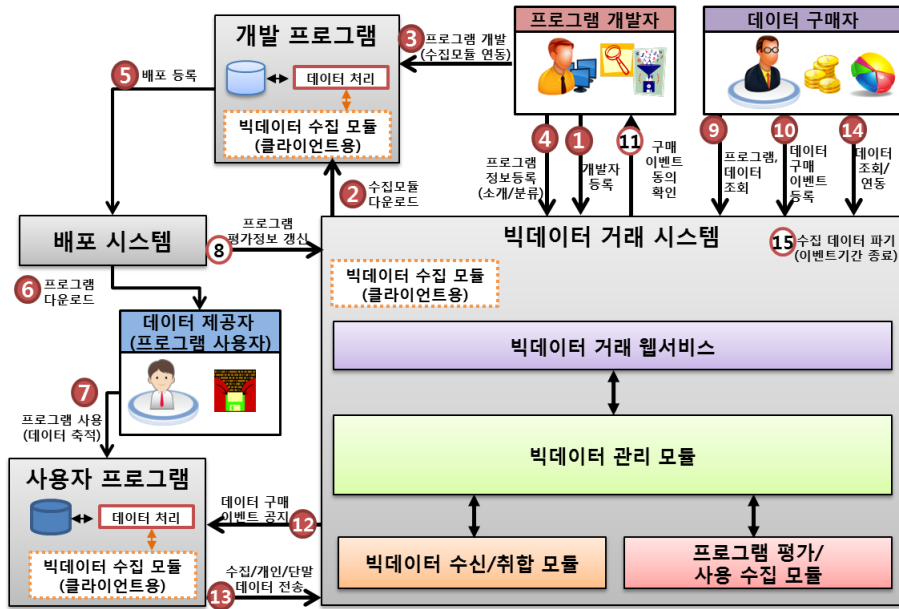 개발 프로그램
데이터 처리
빅데이터 수집 모듈
(클라이언트용)
3
프로그램 개발
(수집모듈 연동)
프로그램 개발자
데이터 구매자
5
배포 등록
2
수집모듈
다운로드
4
프로그램
정보등록
(소개/분류)
1
개발자
등록
11
구매
이벤트
동의
확인
9
프로그램,
데이터
조회
10
데이터
구매
이벤트
등록
14
데이터
조회/
연동
배포 시스템
8
프로그램
평가정보 갱신
6
프로그램
다운로드
데이터 제공자
(프로그램 사용자)
7
프로그램 사용
(데이터 축적)
사용자 프로그램
데이터 처리
빅데이터 수집 모듈
(클라이언트용)
데이터 구매
이벤트 공지
12
수집/개인/단말
데이터 전송
13
빅데이터 거래 시스템
15
수집 데이터 파기
(이벤트기간 종료)
빅데이터 수집 모듈
(클라이언트용)
빅데이터 거래 웹서비스
빅데이터 관리 모듈
빅데이터 수신/취합 모듈
프로그램 평가/
사용 수집 모듈